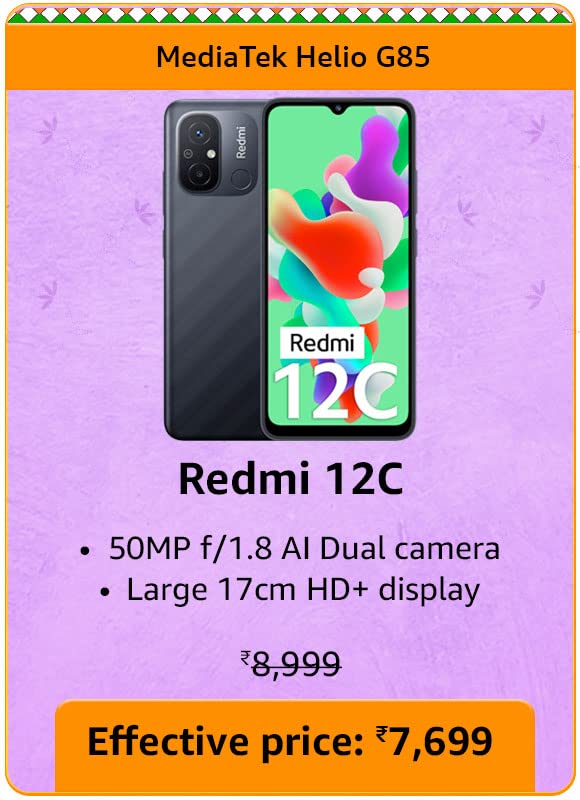 MediaTek Helio G85
Redmi
Redmi
12C
Redmi 12C
• 50MP f/1.8 AI Dual camera
• Large 17cm HD+ display
₹8,999
Effective price: ₹7,699